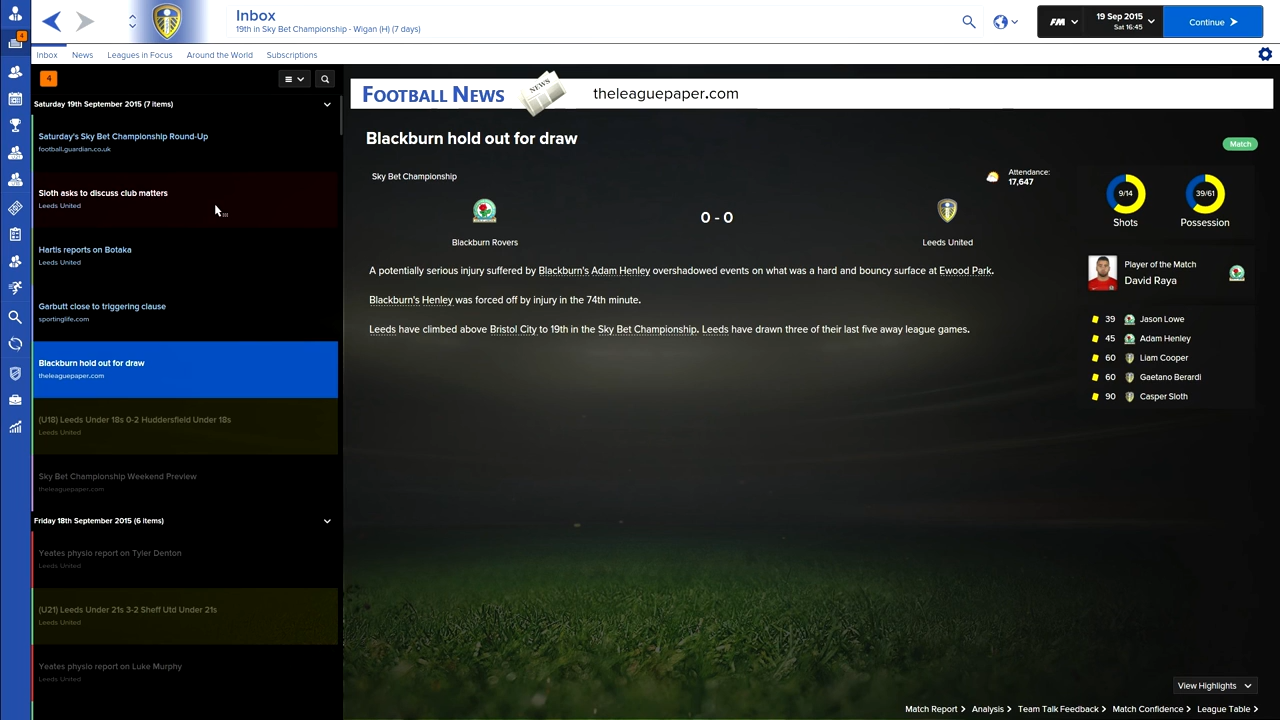 4
Inbox
19th in Sky Bet Championship - Wigan (H) (7 days)
FM
19 Sep 2015
Sat 16:45
Continue
Inbox
News
Leagues in Focus
Around the World
Subscriptions
4
Saturday 19th September 2015 (7 items)
Saturday's Sky Bet Championship Round-Up
football.guardian.co.uk
Sloth asks to discuss club matters
Leeds United
Hartis reports on Botaka
Leeds United
Garbutt close to triggering clause
sportinglife.com
Blackburn hold out for draw
theleaguepaper.com
(U18) Leeds Under 18s 0-2 Huddersfield Under 18s
Leeds United
Sky Bet Championship Weekend Preview
theleaguepaper.com
Friday 18th September 2015 (6 items)
Yeates physio report on Tyler Denton
Leeds United
(U21) Leeds Under 21s 3-2 Sheff Utd Under 21s
Leeds United
Yeates physio report on Luke Murphy
Leeds United
FOOTBALL NEWS
NEWS
theleaguepaper.com
Blackburn hold out for draw
Match
Sky Bet Championship
Attendance:
17,647
0 - 0
Blackburn Rovers
Leeds United
A potentially serious injury suffered by Blackburn's Adam Henley overshadowed events on what was a hard and bouncy surface at Ewood Park.
Blackburn's Henley was forced off by injury in the 74th minute.
Leeds have climbed above Bristol City to 19th in the Sky Bet Championship. Leeds have drawn three of their last five away league games.
9/14
39/61
Shots
Possession
Player of the Match
David Raya
39 Jason Lowe
45 Adam Henley
60 Liam Cooper
60 Gaetano Berardi
90 Casper Sloth
View Highlights
Match Report
Analysis
Team Talk Feedback
Match Confidence
League Table